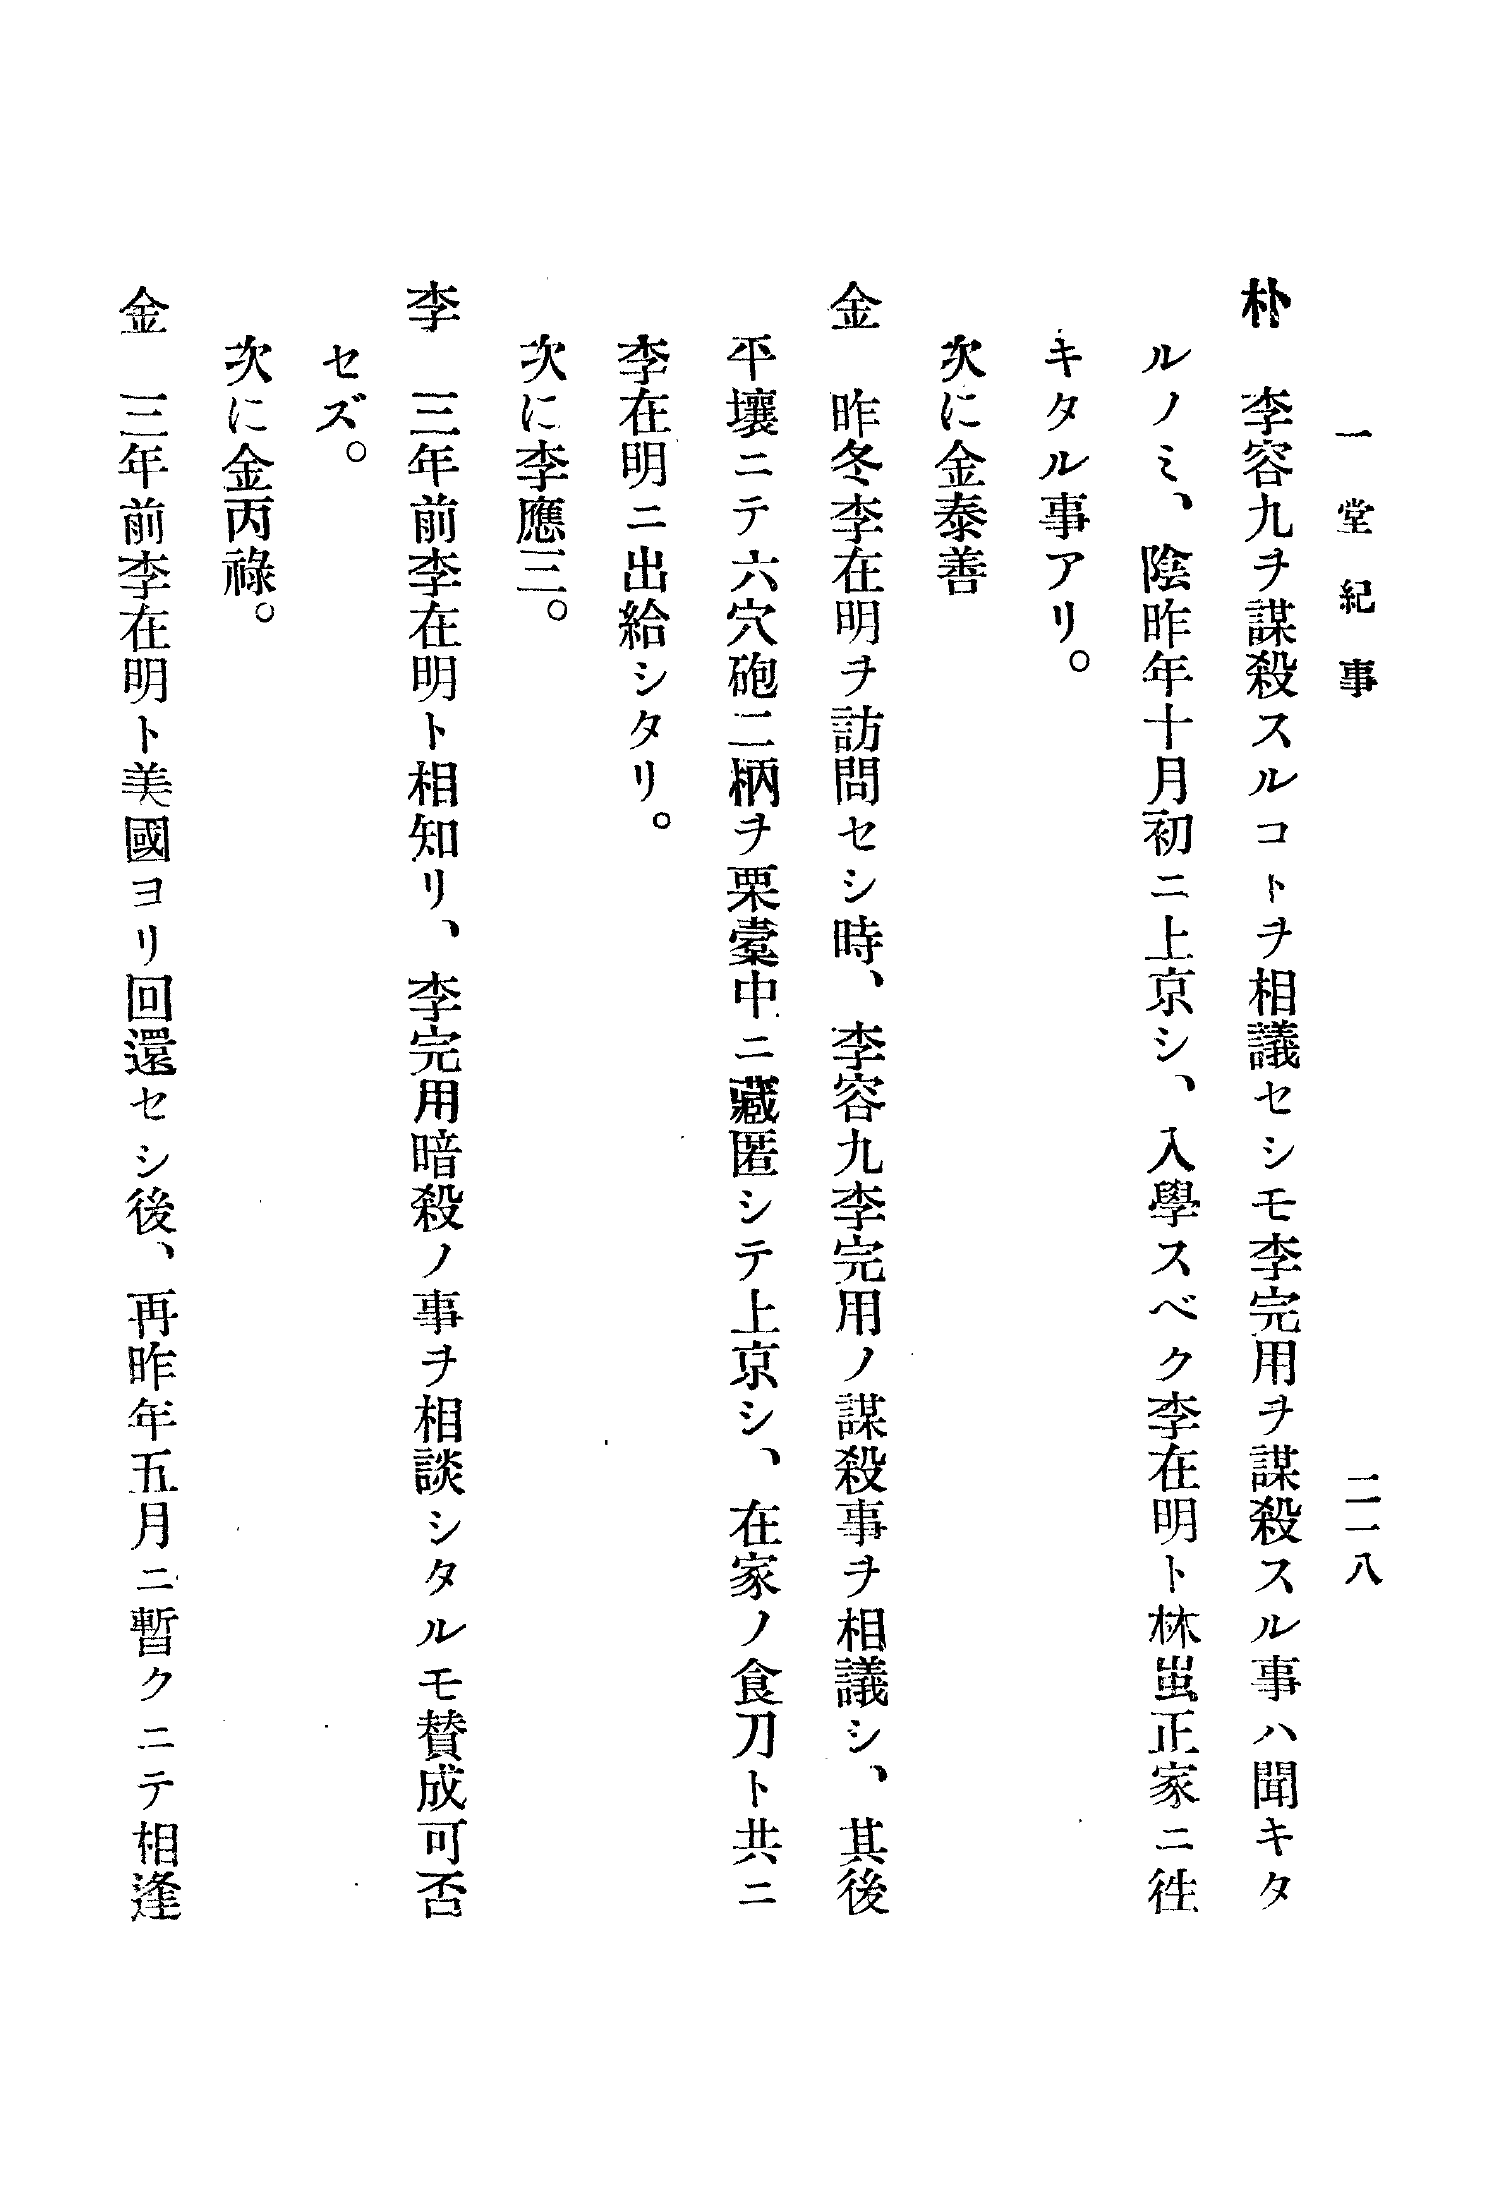 一堂紀事 二一八
朴 李容九ヲ謀殺スルコトヲ相議セシモ李完用ヲ謀殺スル事ハ聞キタ
ルノミ、陰昨年十月初ニ上京シ、入學スベク李在明ト林蚩正家ニ徃
キタル事アリ。
次に金泰善
金 昨冬李在明ヲ訪問セシ時、李容九李完用ノ謀殺事ヲ相議シ、其後
平壤ニテ六穴砲二柄ヲ栗櫜中ニ藏匿シテ上京シ、在家ノ食刀ト共ニ
李在明ニ出給シタリ。
次に李應三。
李 三年前李在明ト相知リ、李完用暗殺ノ事ヲ相談シタルモ賛成可否
セズ。
次に金丙祿。
金 三年前李在明ト美國ヨリ回還セシ後、再昨年五月ニ暫クニテ相逢